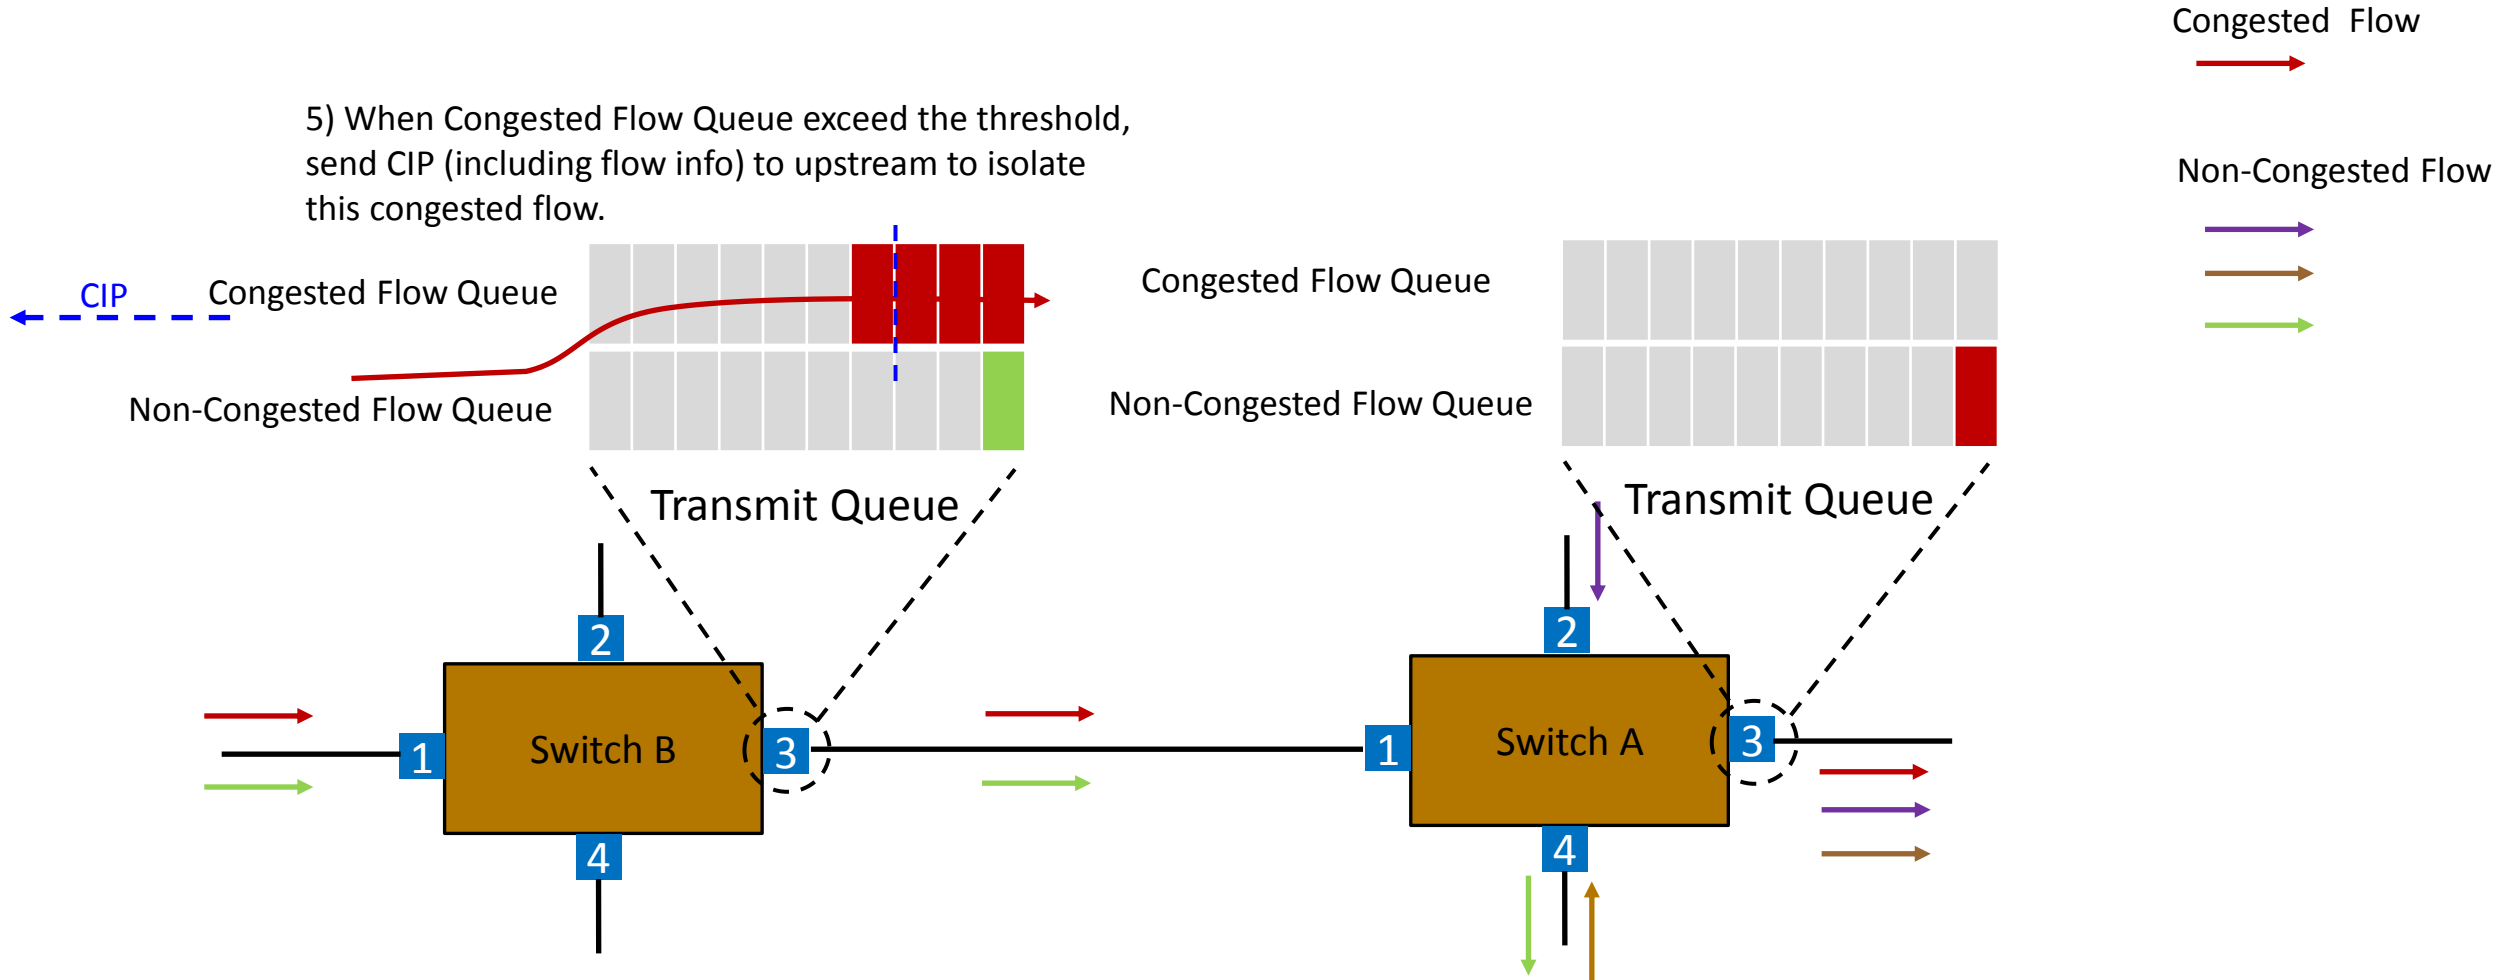 Congested Flow
5) When Congested Flow Queue exceed the threshold,
send CIP (including flow info) to upstream to isolate
this congested flow.
Non-Congested Flow
CIP
Congested Flow Queue
Congested Flow Queue
Non-Congested Flow Queue
Non-Congested Flow Queue
Transmit Queue
Transmit Queue
2
2
1
Switch B
3
1
Switch A
3
4
4